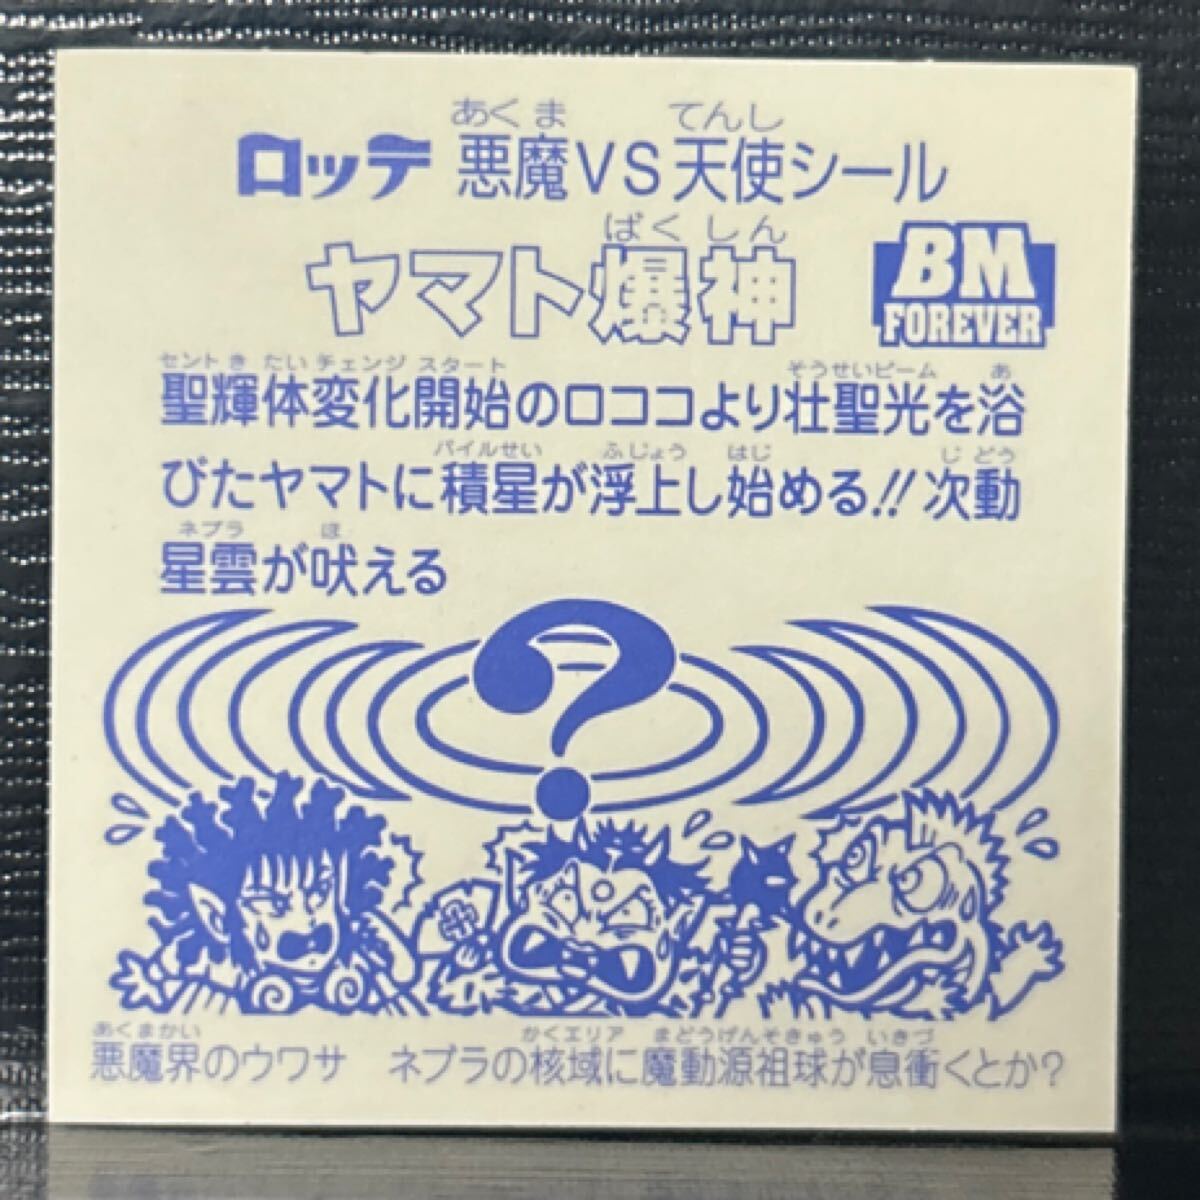 あくま てんし
ロッテ 悪魔VS天使シール
ばくしん
ヤマト爆神
BM
FOREVER
セント き たい チェンジ スタート そうせいビーム あ
聖輝体変化開始のロココより壮聖光を浴
パイルせい ふじょう はじ じどう
びたヤマトに積星が浮上し始める!!次動
ネブラ ほ
星雲が吠える
?
あくまかい かくエリア まどうげんそきゅう いきづ
悪魔界のウワサ ネブラの核域に魔動源祖球が息衝くとか?